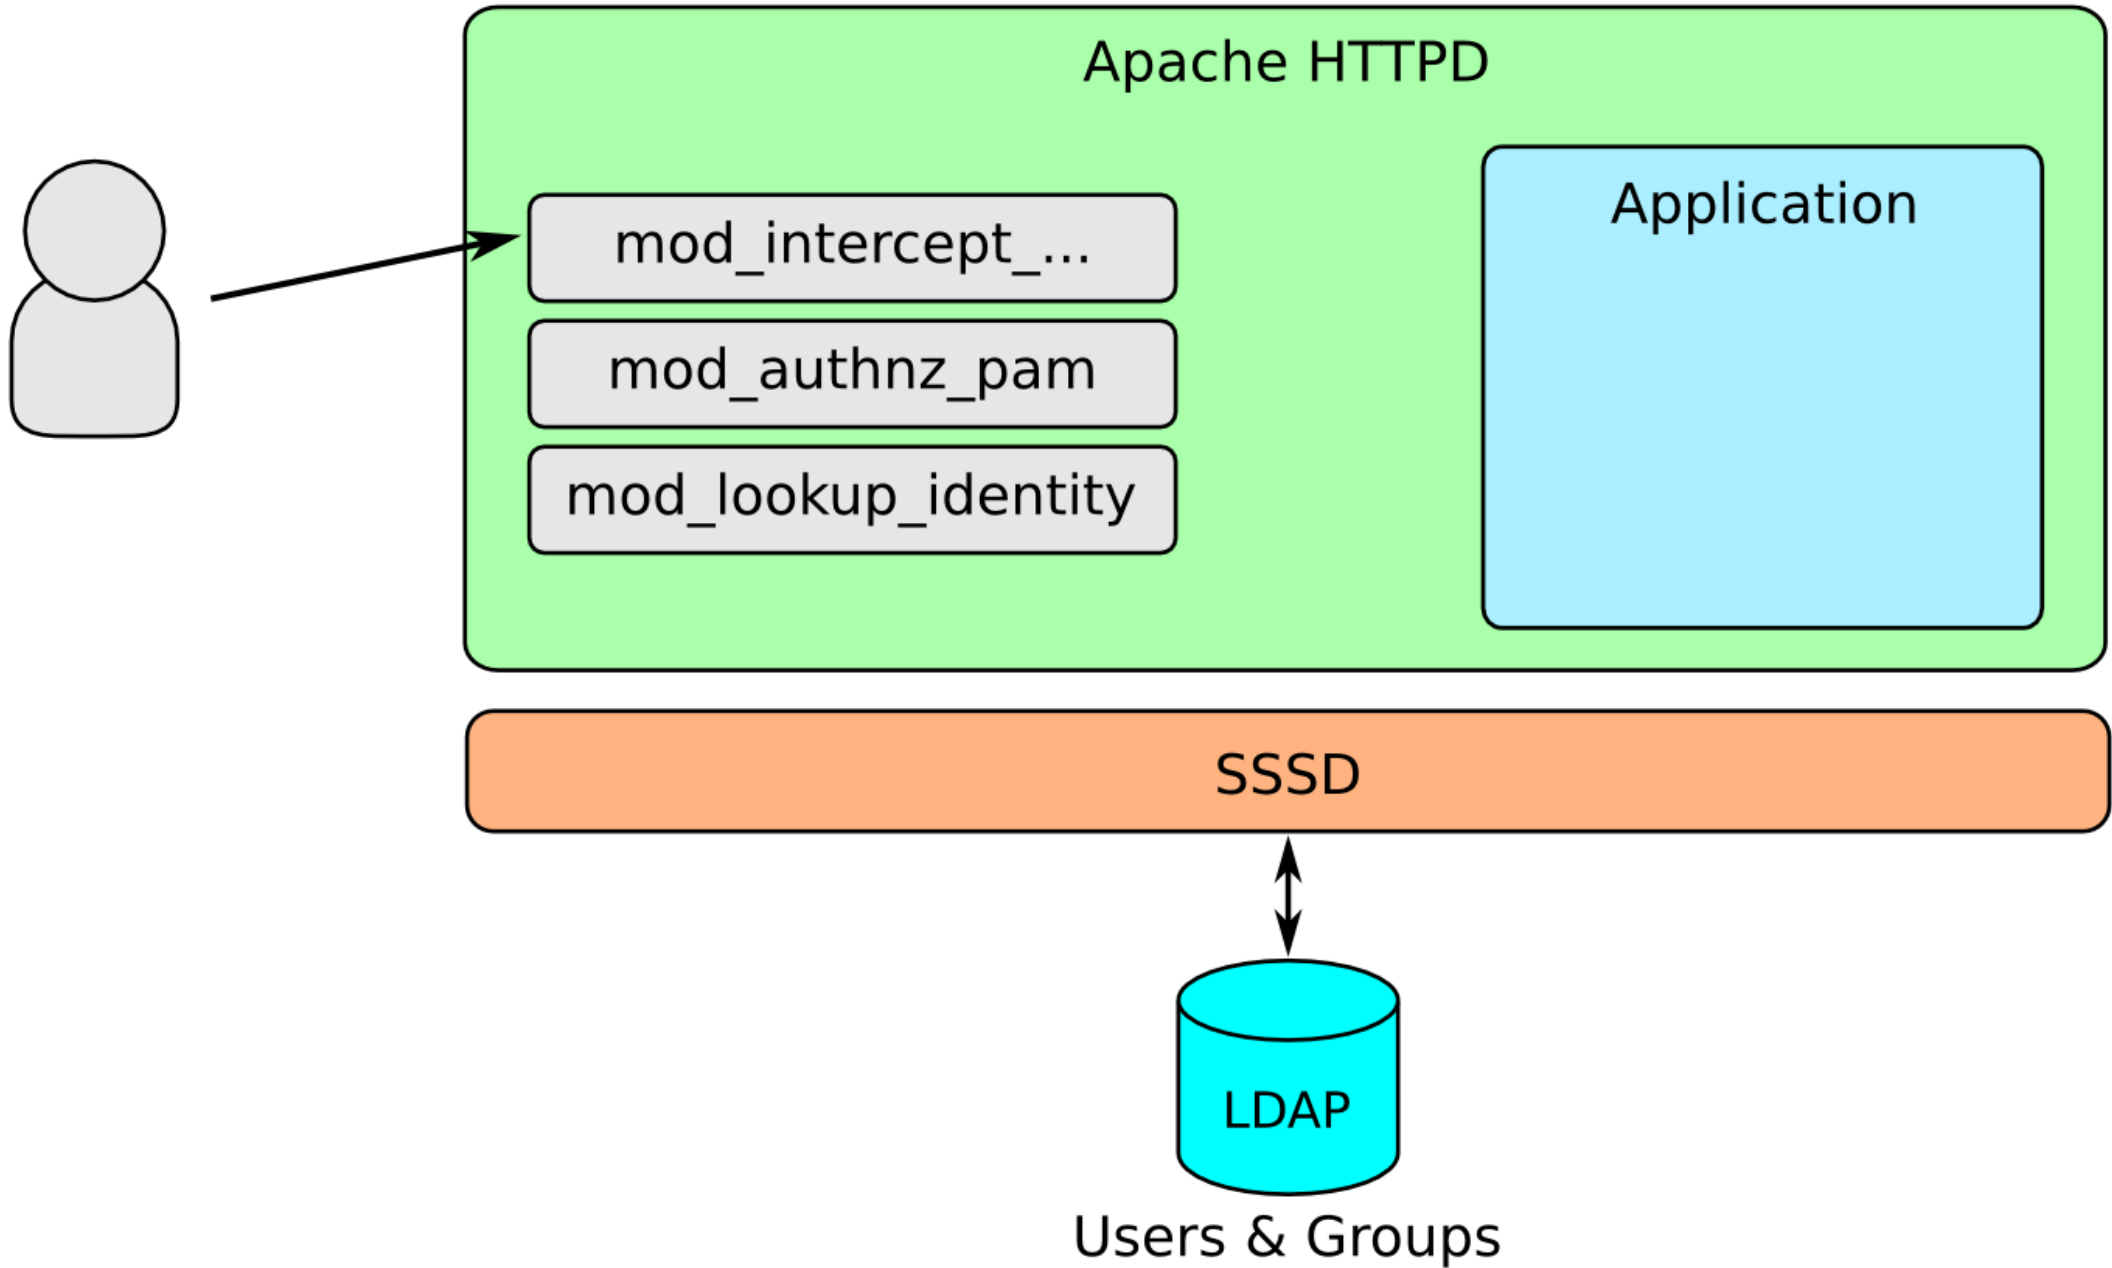 Apache HTTPD
Application
mod_intercept_...
mod_authnz_pam
mod_lookup_identity
SSSD
LDAP
Users & Groups